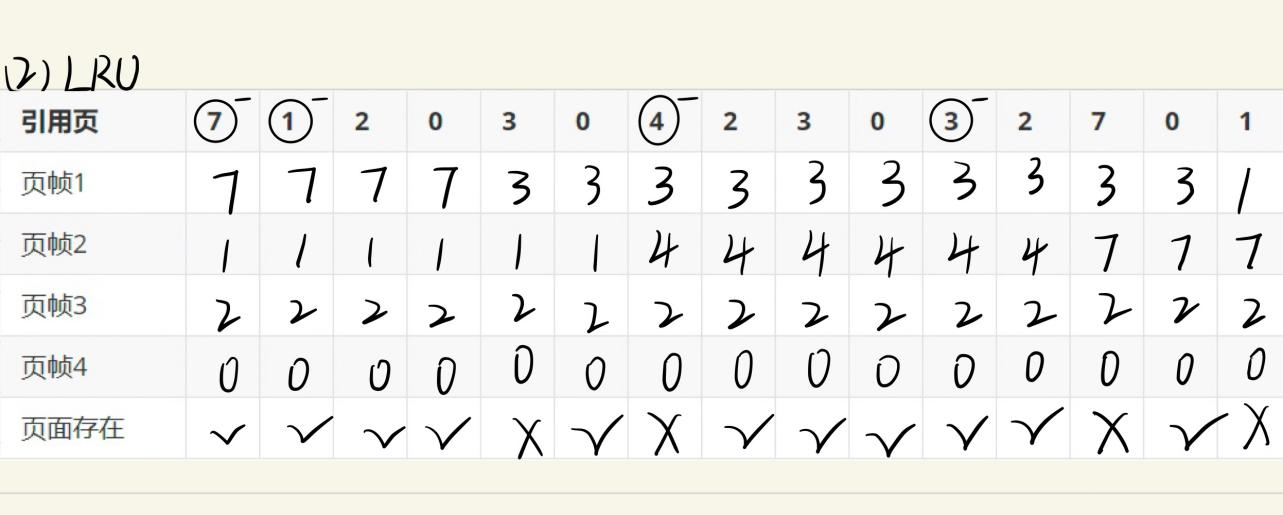 (2) LRU
引用页 7 1 2 0 3 0 4 2 3 0 3 2 7 0 1
页帧1 7 7 7 7 3 3 3 3 3 3 3 3 3 3 1
页帧2 1 1 1 1 1 1 4 4 4 4 4 4 7 7 7
页帧3 2 2 2 2 2 2 2 2 2 2 2 2 2 2 2
页帧4 0 0 0 0 0 0 0 0 0 0 0 0 0 0 0
页面存在 ✓ ✓ ✓ ✓ X ✓ X ✓ ✓ ✓ ✓ ✓ X ✓ X